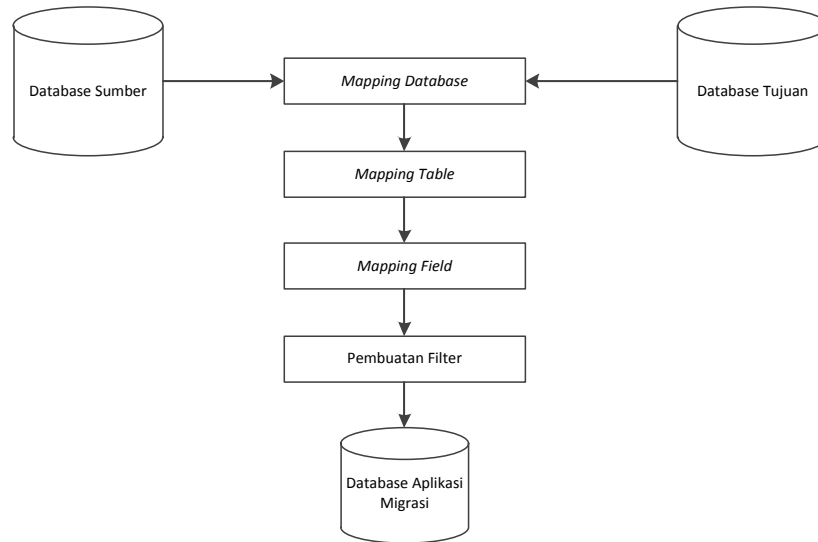 Database Sumber
Mapping Database
Database Tujuan
Mapping Table
Mapping Field
Pembuatan Filter
Database Aplikasi
Migrasi